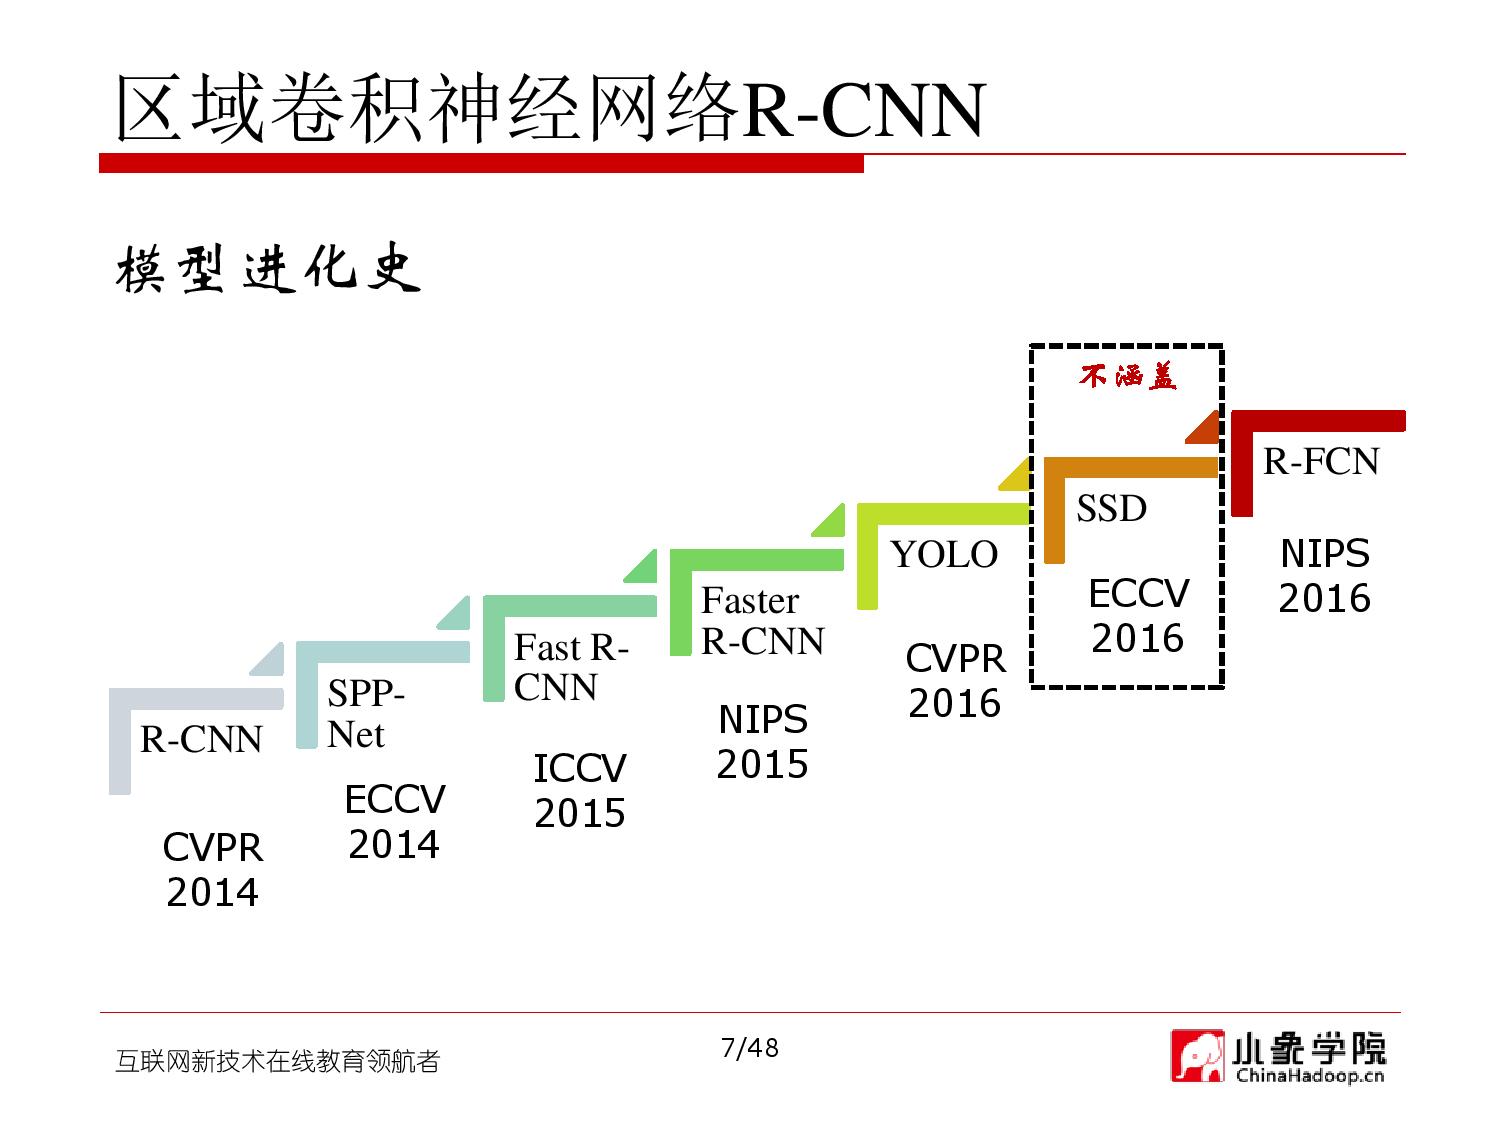 区域卷积神经网络R-CNN
模型进化史
R-CNN
CVPR
2014
SPP-
Net
ECCV
2014
Fast R-
CNN
ICCV
2015
Faster
R-CNN
NIPS
2015
YOLO
CVPR
2016
不涵盖
SSD
ECCV
2016
R-FCN
NIPS
2016
互联网新技术在线教育领航者
7/48
小象学院
ChinaHadoop.cn